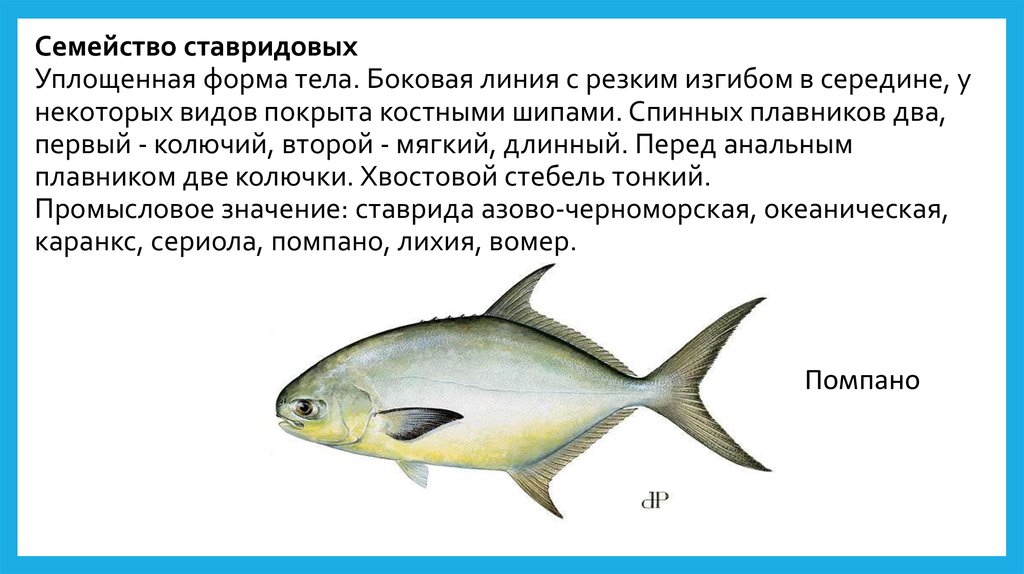 Семейство ставридовых
Уплощенная форма тела. Боковая линия с резким изгибом в середине, у
некоторых видов покрыта костными шипами. Спинных плавников два,
первый - колючий, второй - мягкий, длинный. Перед анальным
плавником две колючки. Хвостовой стебель тонкий.
Промысловое значение: ставрида азово-черноморская, океаническая,
каранкс, сериола, помпано, лихия, вомер.
Помпано